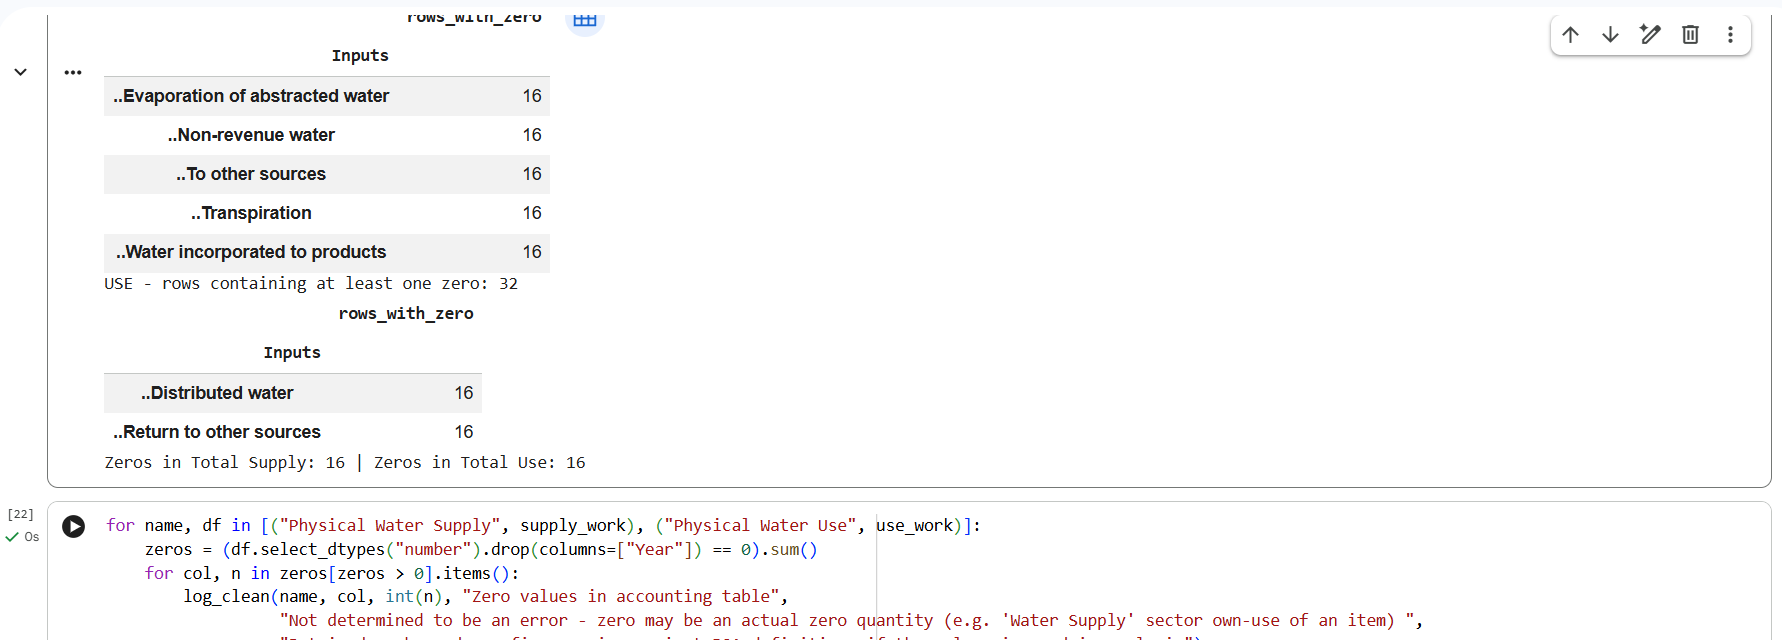 rows_with_zero
Inputs
..Evaporation of abstracted water 16
..Non-revenue water 16
..To other sources 16
..Transpiration 16
..Water incorporated to products 16
USE - rows containing at least one zero: 32
rows_with_zero
Inputs
..Distributed water 16
..Return to other sources 16
Zeros in Total Supply: 16 | Zeros in Total Use: 16
[22]
0s
for name, df in [("Physical Water Supply", supply_work), ("Physical Water Use", use_work)]:
    zeros = (df.select_dtypes("number").drop(columns=["Year"]) == 0).sum()
    for col, n in zeros[zeros > 0].items():
        log_clean(name, col, int(n), "Zero values in accounting table",
                  "Not determined to be an error - zero may be an actual zero quantity (e.g. 'Water Supply' sector own-use of an item) ",